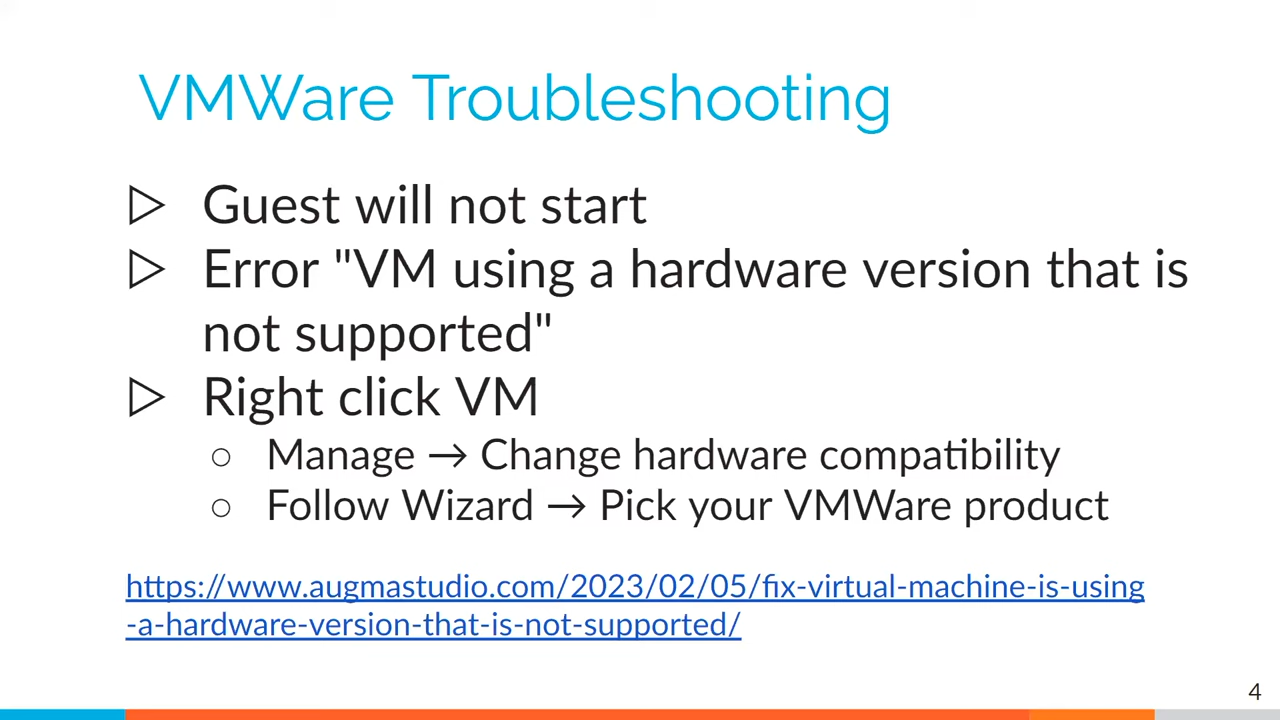 VMWare Troubleshooting
▷ Guest will not start
▷ Error "VM using a hardware version that is
not supported"
▷ Right click VM
○ Manage → Change hardware compatibility
○ Follow Wizard → Pick your VMWare product
https://www.augmastudio.com/2023/02/05/fix-virtual-machine-is-using
-a-hardware-version-that-is-not-supported/
4